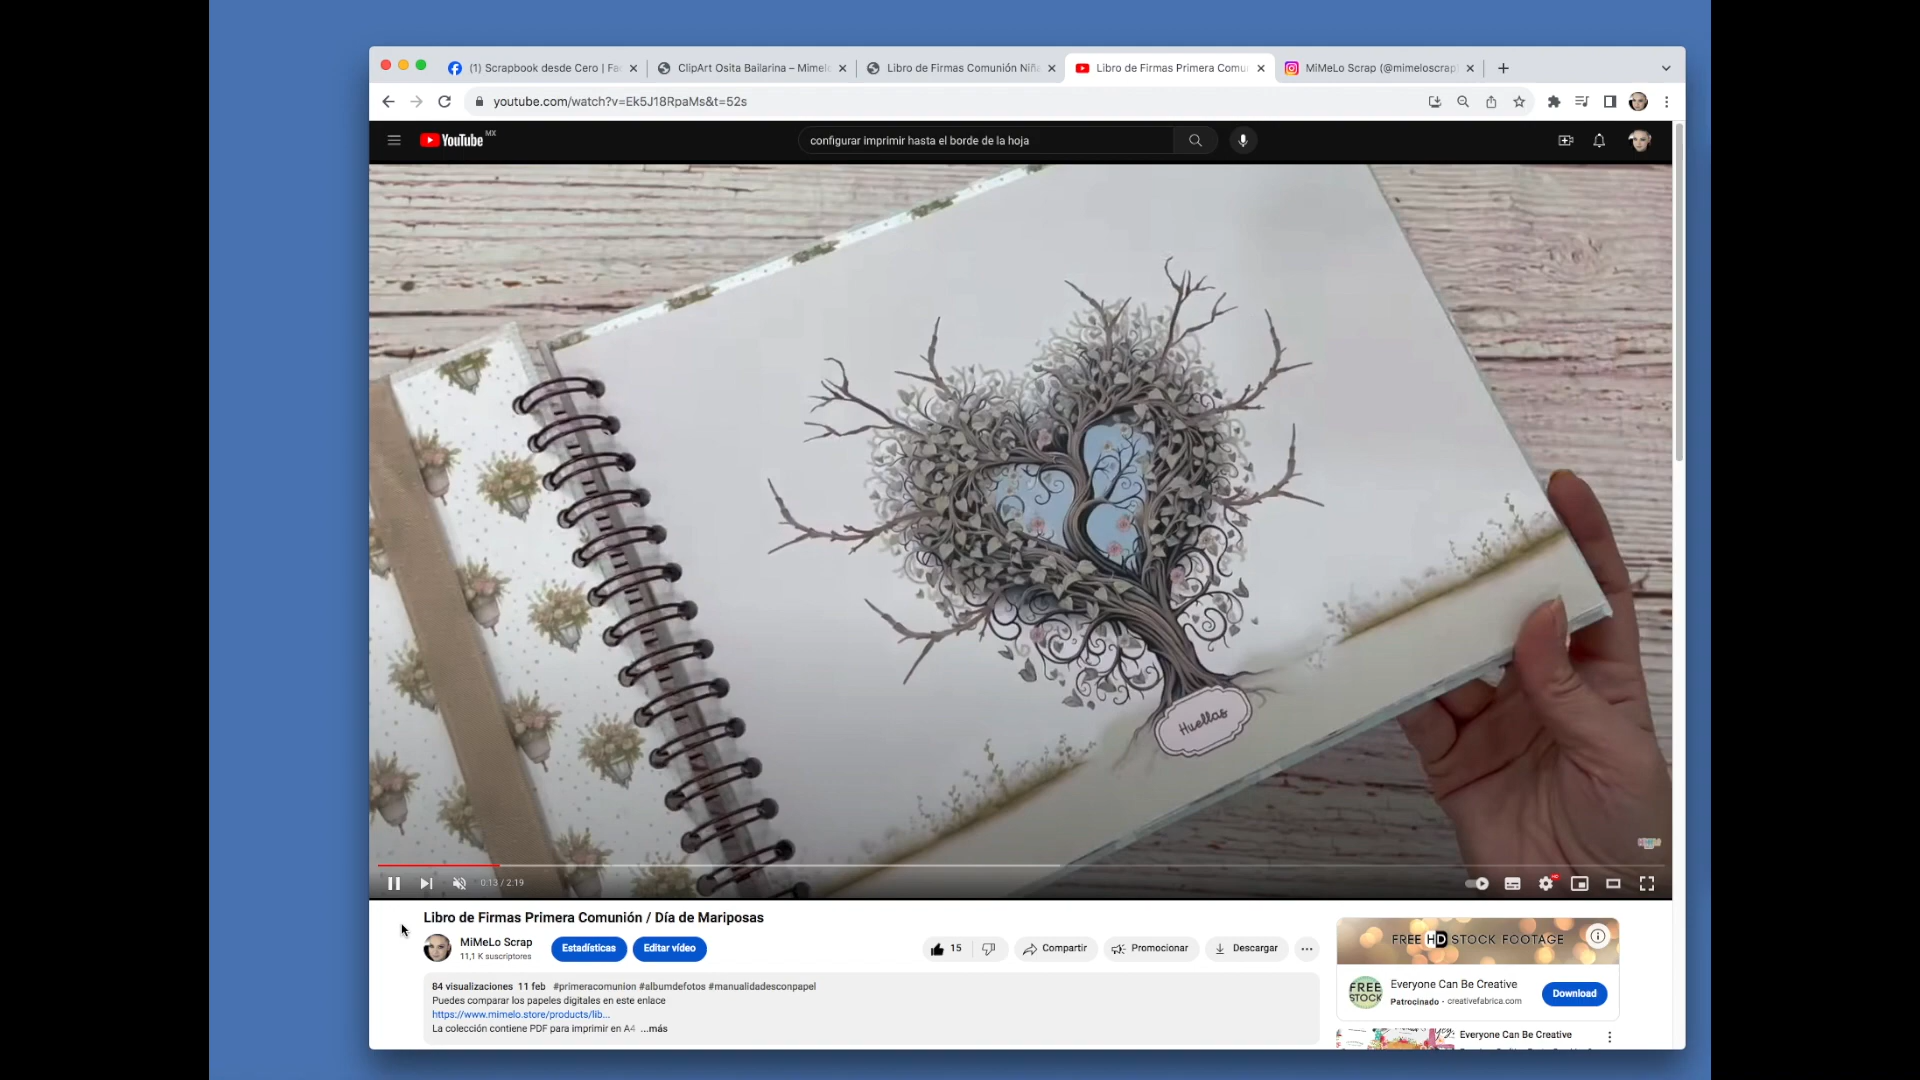 (1) Scrapbook desde Cero | Fa
ClipArt Osita Bailarina – Mimel
Libro de Firmas Comunión Niña
Libro de Firmas Primera Comu
MiMeLo Scrap (@mimeloscrap
youtube.com/watch?v=Ek5J18RpaMs&t=52s
YouTube MX
configurar imprimir hasta el borde de la hoja
Huellas
0:13 / 2:19
HD
Libro de Firmas Primera Comunión / Día de Mariposas
MiMeLo Scrap
11,1 K suscriptores
Estadísticas
Editar vídeo
15
Compartir
Promocionar
Descargar
84 visualizaciones 11 feb #primeracomunion #albumdefotos #manualidadesconpapel
Puedes comparar los papeles digitales en este enlace
https://www.mimelo.store/products/lib...
La colección contiene PDF para imprimir en A4 ...más
FREE HD STOCK FOOTAGE
FREE STOCK
Everyone Can Be Creative
Patrocinado · creativefabrica.com
Download
Everyone Can Be Creative